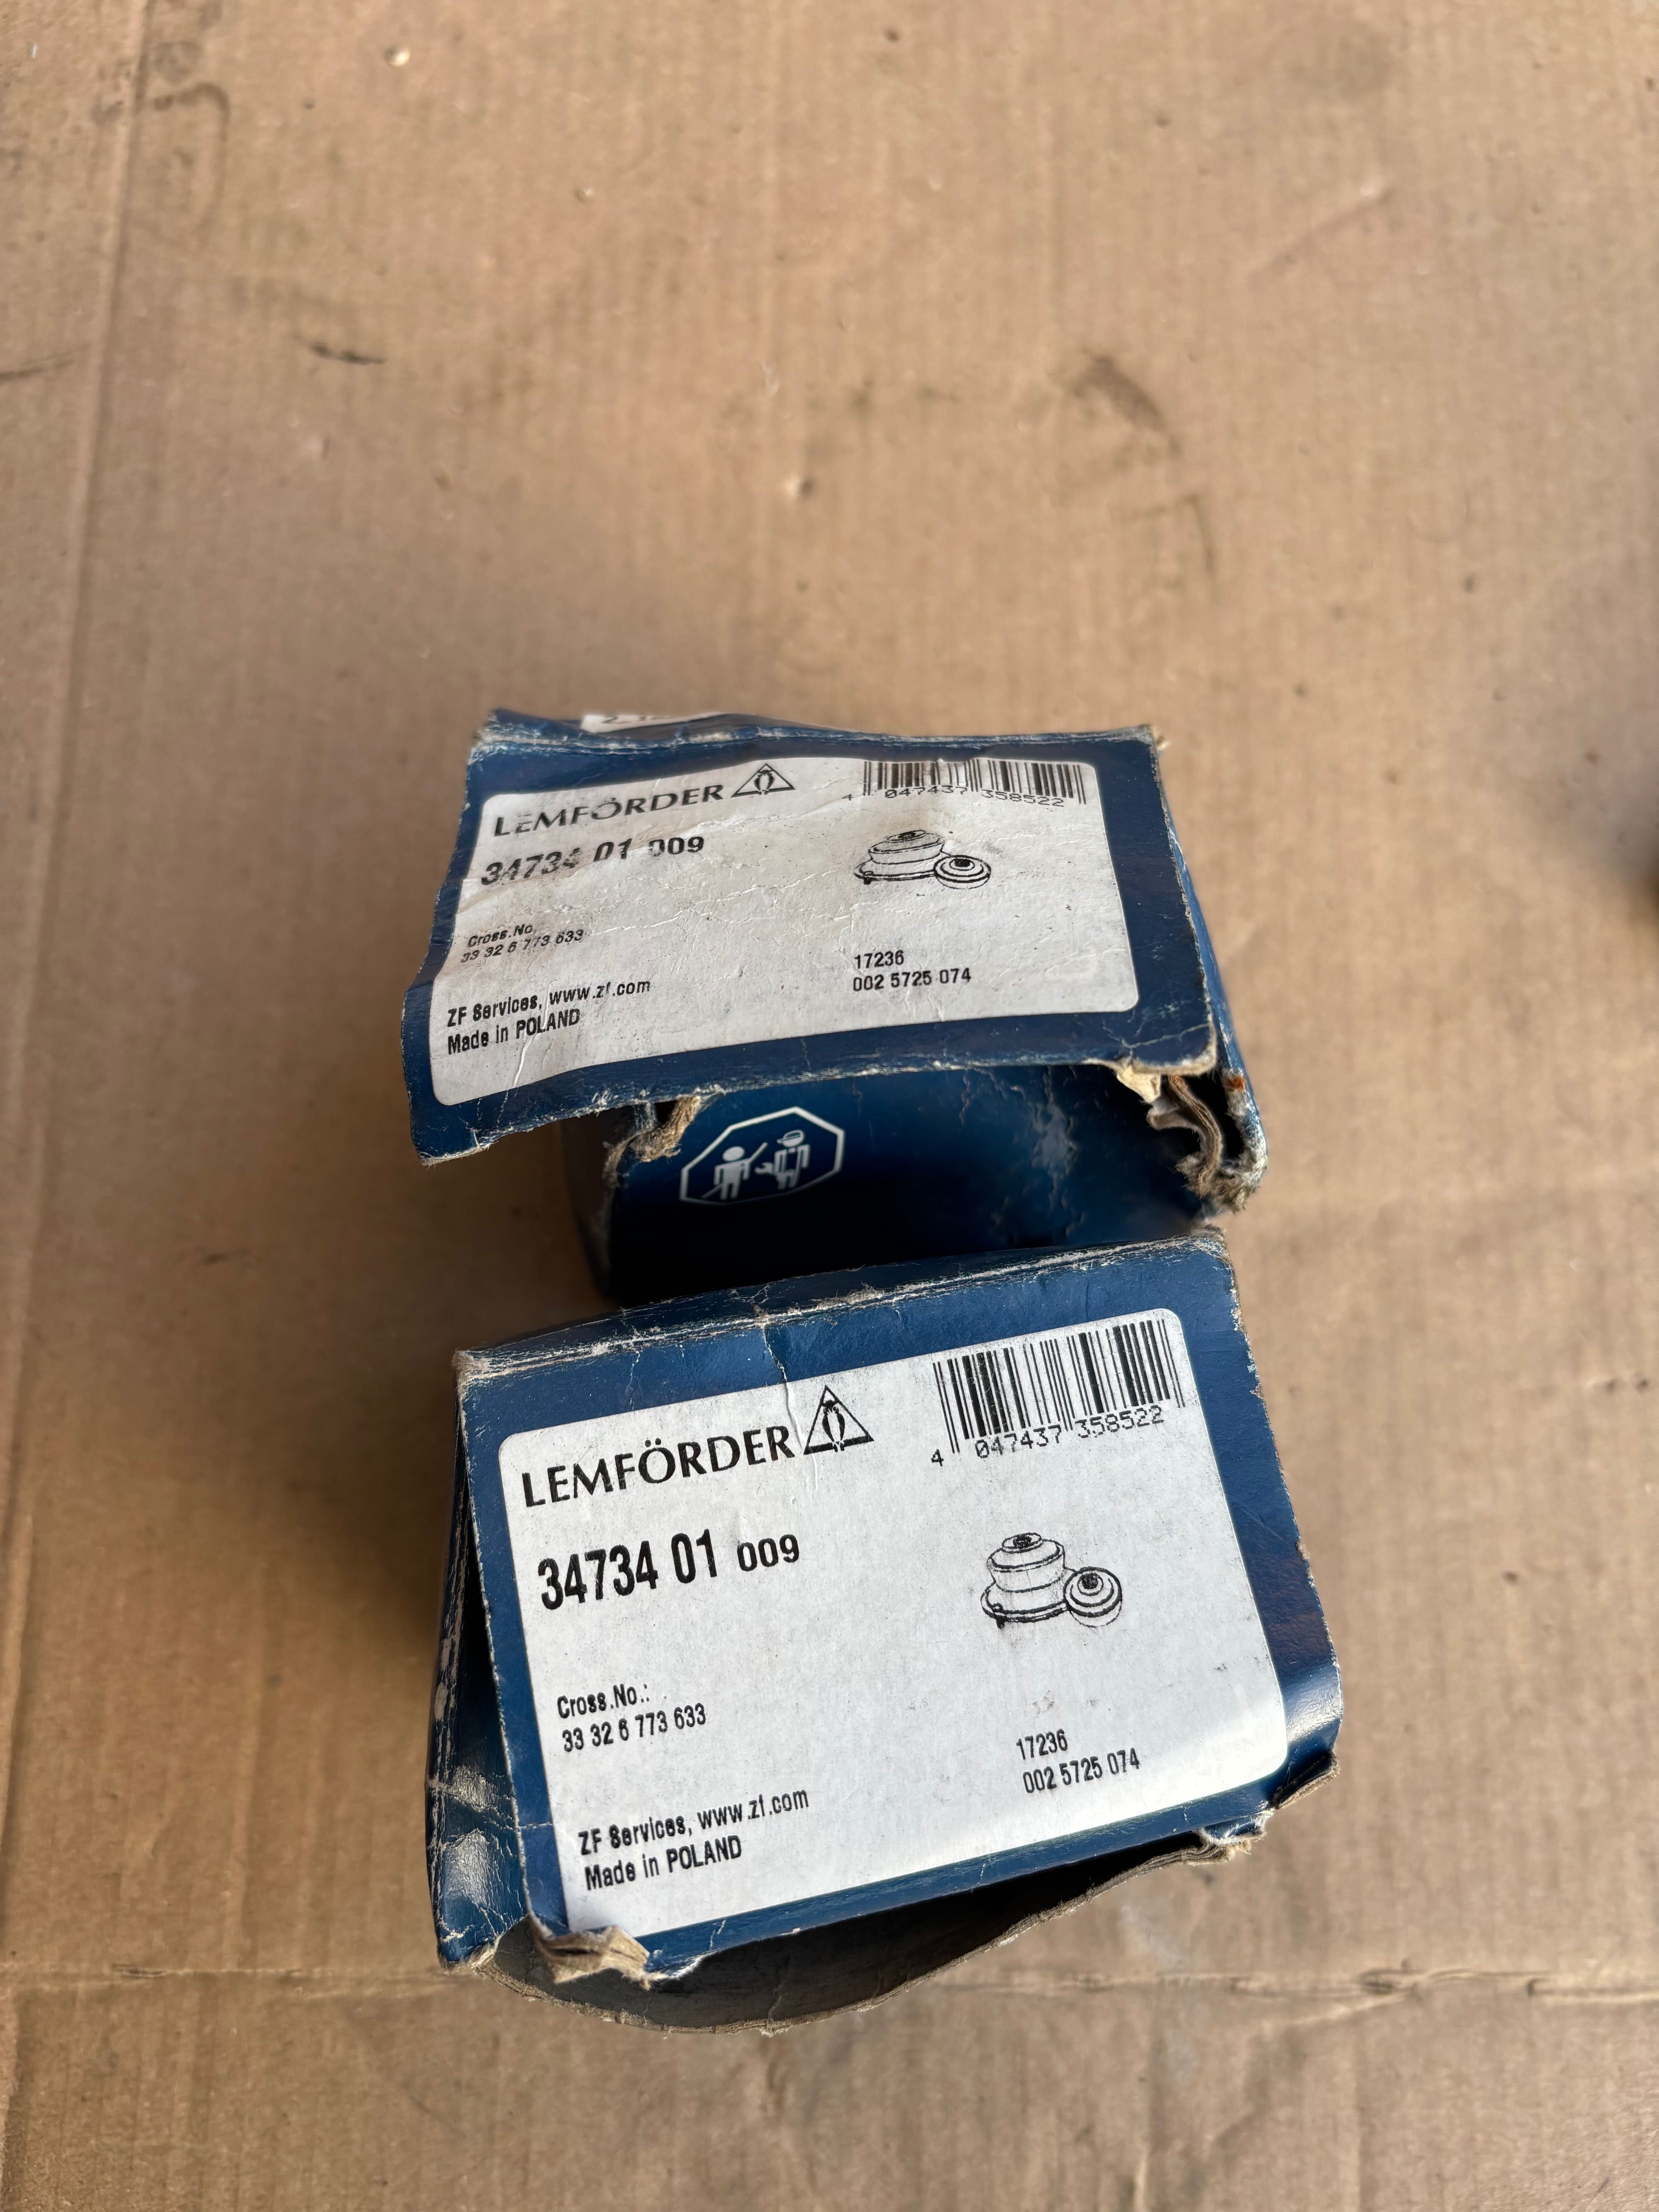 LEMFÖRDER
4 047437 358522
34734 01 009
Cross.No.
33 32 6 773 633
17236
002 5725 074
ZF Services, www.zf.com
Made in POLAND
LEMFÖRDER
4 047437 358522
34734 01 009
Cross.No.:
33 32 6 773 633
17236
002 5725 074
ZF Services, www.zf.com
Made in POLAND